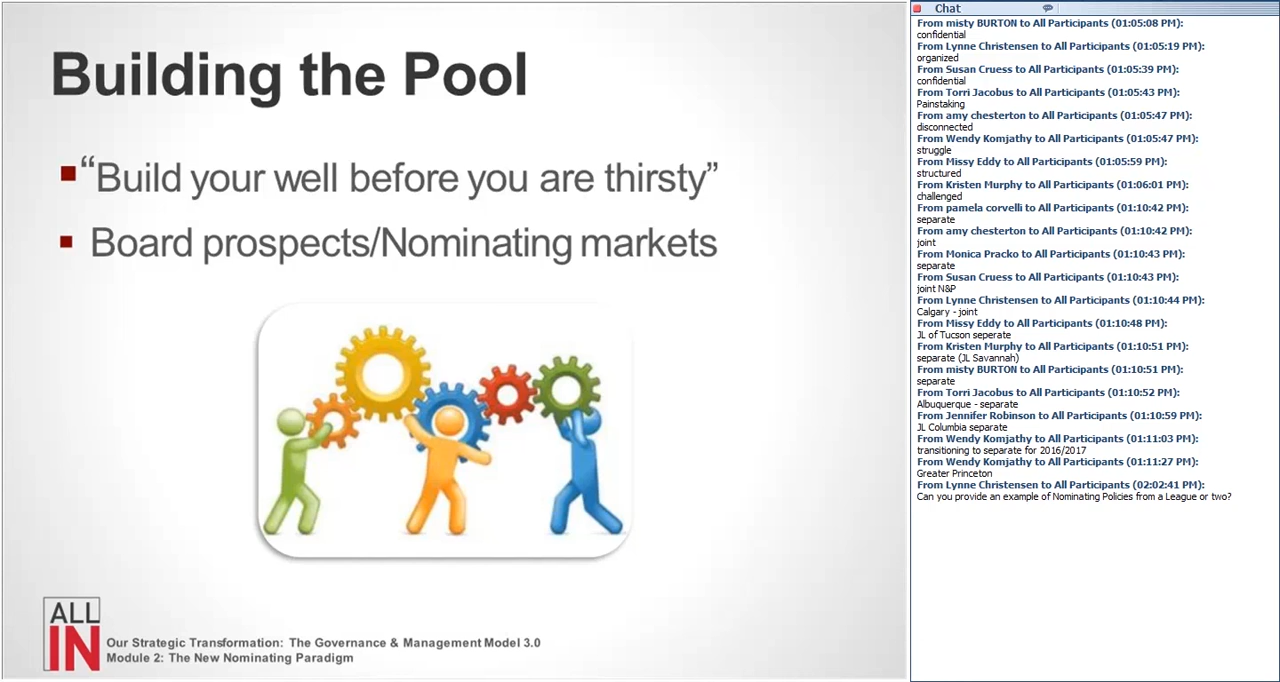 Building the Pool
▪“Build your well before you are thirsty”
▪ Board prospects/Nominating markets
ALL
IN
Our Strategic Transformation: The Governance & Management Model 3.0
Module 2: The New Nominating Paradigm
Chat
From misty BURTON to All Participants (01:05:08 PM):
confidential
From Lynne Christensen to All Participants (01:05:19 PM):
organized
From Susan Cruess to All Participants (01:05:39 PM):
confidential
From Torri Jacobus to All Participants (01:05:43 PM):
Painstaking
From amy chesterton to All Participants (01:05:47 PM):
disconnected
From Wendy Komjathy to All Participants (01:05:47 PM):
struggle
From Missy Eddy to All Participants (01:05:59 PM):
structured
From Kristen Murphy to All Participants (01:06:01 PM):
challenged
From pamela corvelli to All Participants (01:10:42 PM):
separate
From amy chesterton to All Participants (01:10:42 PM):
joint
From Monica Pracko to All Participants (01:10:43 PM):
separate
From Susan Cruess to All Participants (01:10:43 PM):
joint N&P
From Lynne Christensen to All Participants (01:10:44 PM):
Calgary - joint
From Missy Eddy to All Participants (01:10:48 PM):
JL of Tucson seperate
From Kristen Murphy to All Participants (01:10:51 PM):
separate (JL Savannah)
From misty BURTON to All Participants (01:10:51 PM):
separate
From Torri Jacobus to All Participants (01:10:52 PM):
Albuquerque - separate
From Jennifer Robinson to All Participants (01:10:59 PM):
JL Columbia separate
From Wendy Komjathy to All Participants (01:11:03 PM):
transitioning to separate for 2016/2017
From Wendy Komjathy to All Participants (01:11:27 PM):
Greater Princeton
From Lynne Christensen to All Participants (02:02:41 PM):
Can you provide an example of Nominating Policies from a League or two?